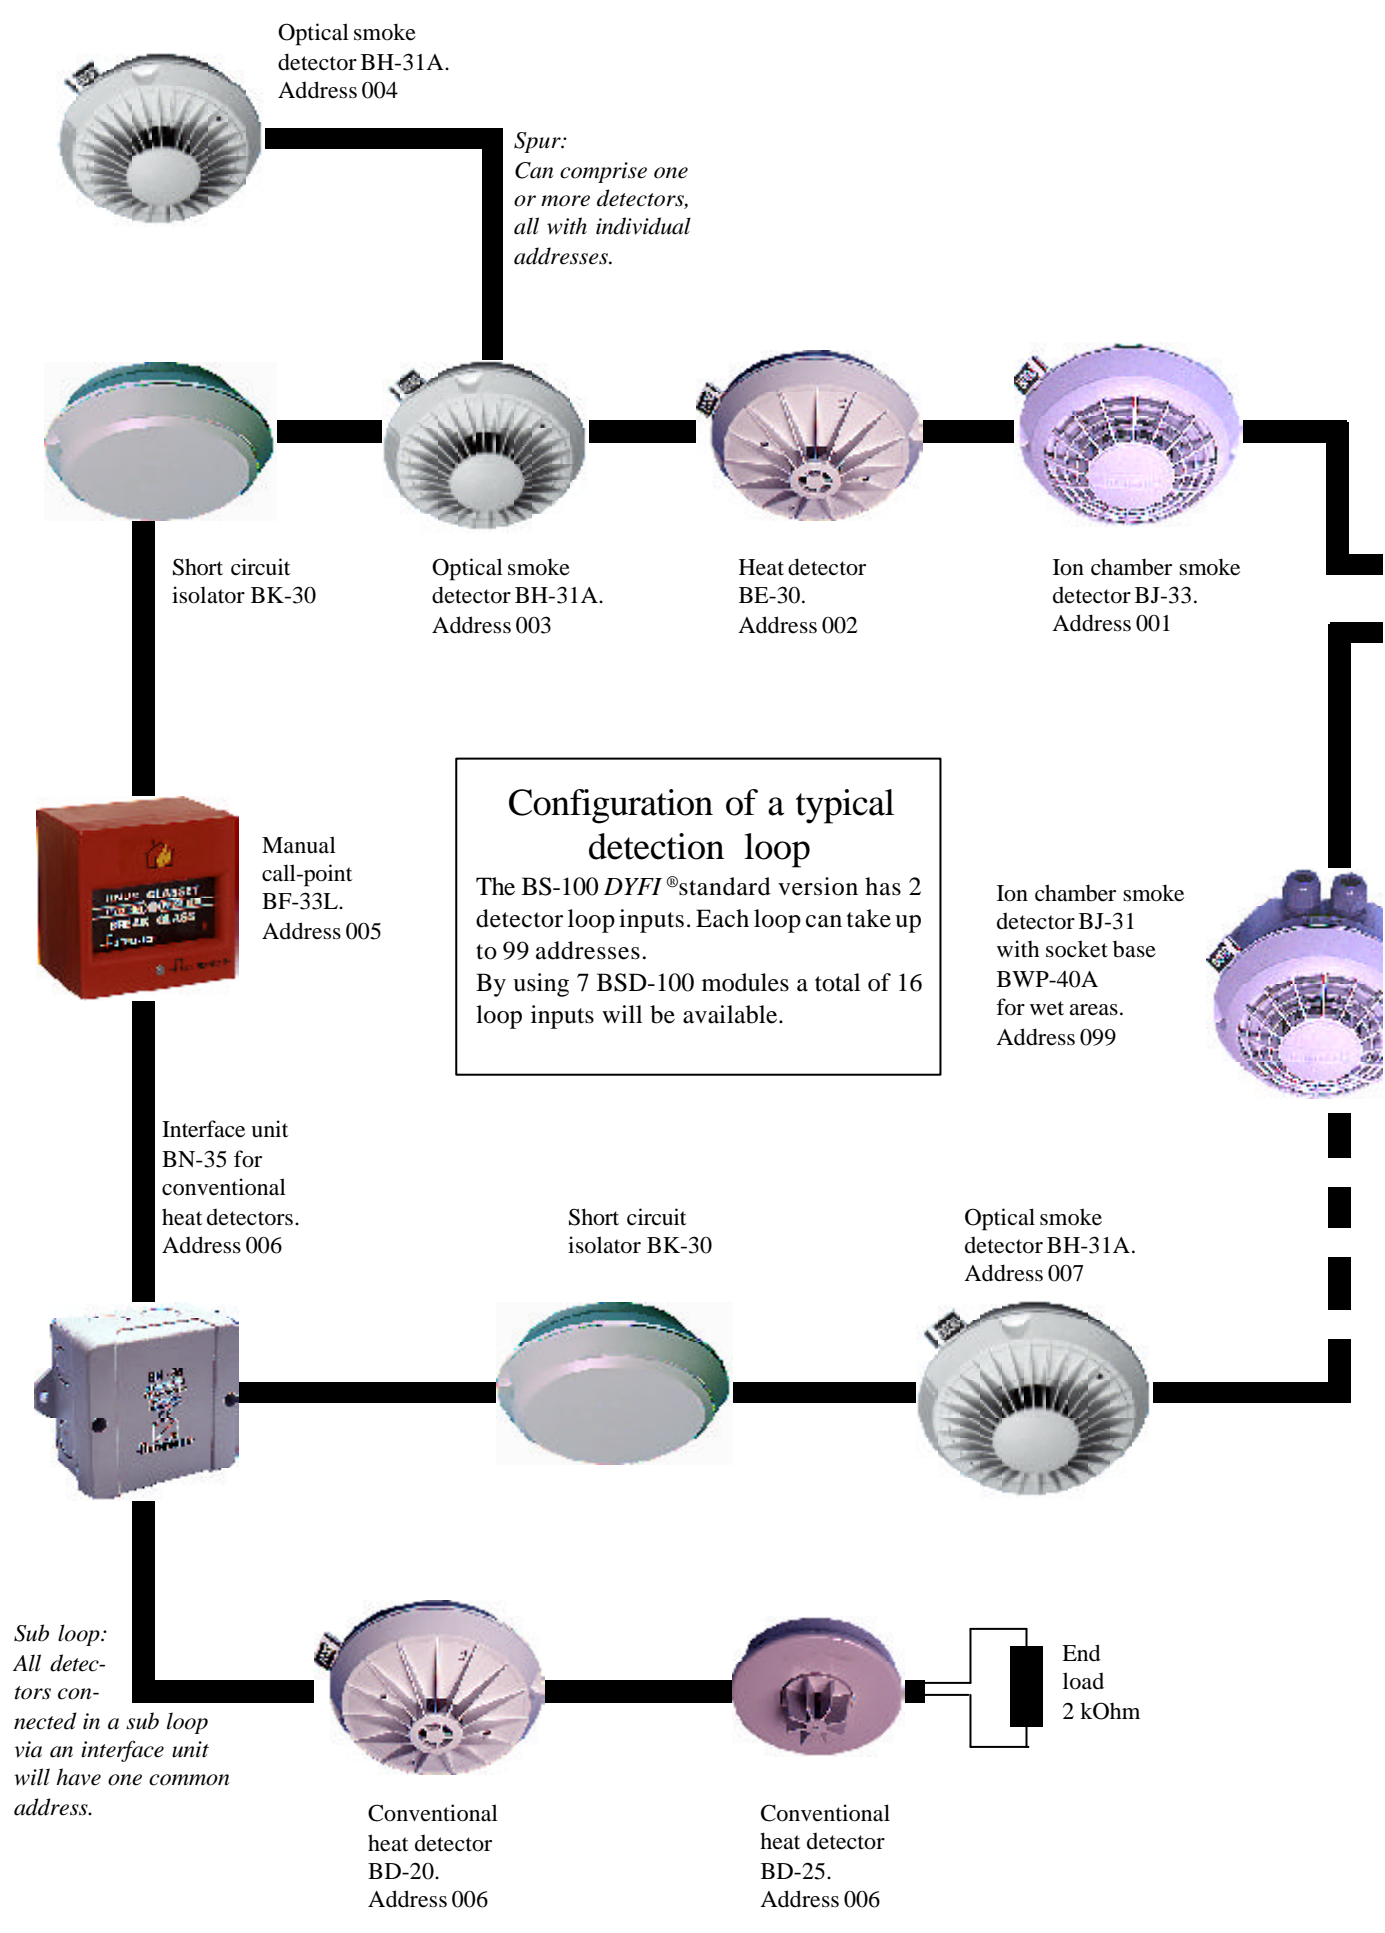 Optical smoke
detector BH-31A.
Address 004
Spur:
Can comprise one
or more detectors,
all with individual
addresses.
Short circuit
isolator BK-30
Optical smoke
detector BH-31A.
Address 003
Heat detector
BE-30.
Address 002
Ion chamber smoke
detector BJ-33.
Address 001
Configuration of a typical
detection loop
The BS-100 DYFI ® standard version has 2
detector loop inputs. Each loop can take up
to 99 addresses.
By using 7 BSD-100 modules a total of 16
loop inputs will be available.
Manual
call-point
BF-33L.
Address 005
BREAK GLASS
Ion chamber smoke
detector BJ-31
with socket base
BWP-40A
for wet areas.
Address 099
Interface unit
BN-35 for
conventional
heat detectors.
Address 006
Short circuit
isolator BK-30
Optical smoke
detector BH-31A.
Address 007
Sub loop:
All detec-
tors con-
nected in a sub loop
via an interface unit
will have one common
address.
End
load
2 kOhm
Conventional
heat detector
BD-20.
Address 006
Conventional
heat detector
BD-25.
Address 006